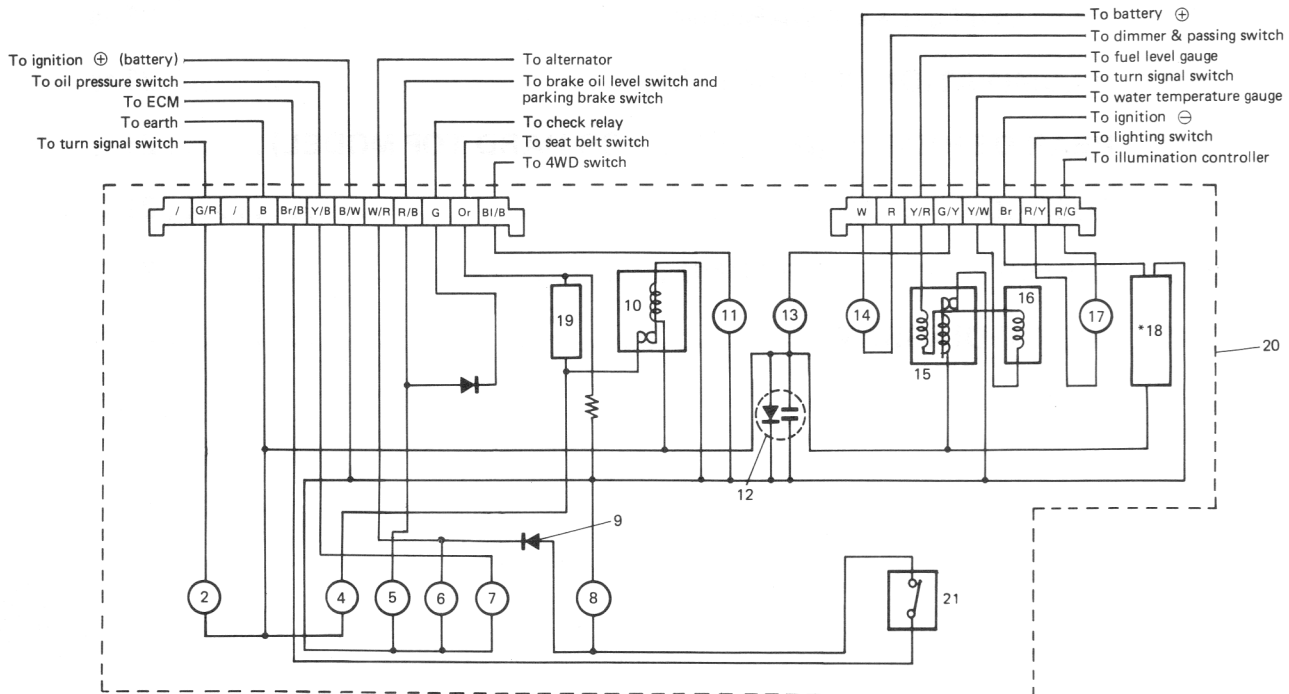 To ignition ⊕ (battery)
To oil pressure switch
To ECM
To earth
To turn signal switch
To alternator
To brake oil level switch and
parking brake switch
To check relay
To seat belt switch
To 4WD switch
To battery ⊕
To dimmer & passing switch
To fuel level gauge
To turn signal switch
To water temperature gauge
To ignition ⊖
To lighting switch
To illumination controller
/ G/R / B Br/B Y/B B/W W/R R/B G Or Bl/B
W R Y/R G/Y Y/W Br R/Y R/G
19
10
11
13
14
15
16
17
*18
20
12
9
2
4
5
6
7
8
21